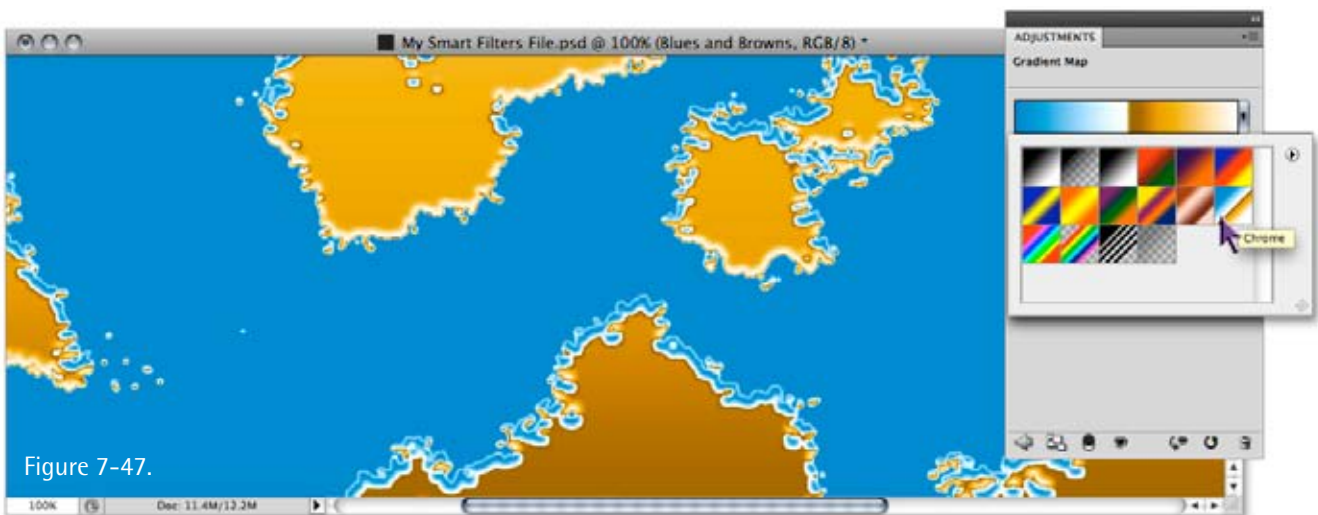 My Smart Filters File.psd @ 100% (Blues and Browns, RGB/8) *
ADJUSTMENTS
Gradient Map
Chrome
Figure 7-47.
100%
Doc: 11.4M/12.2M